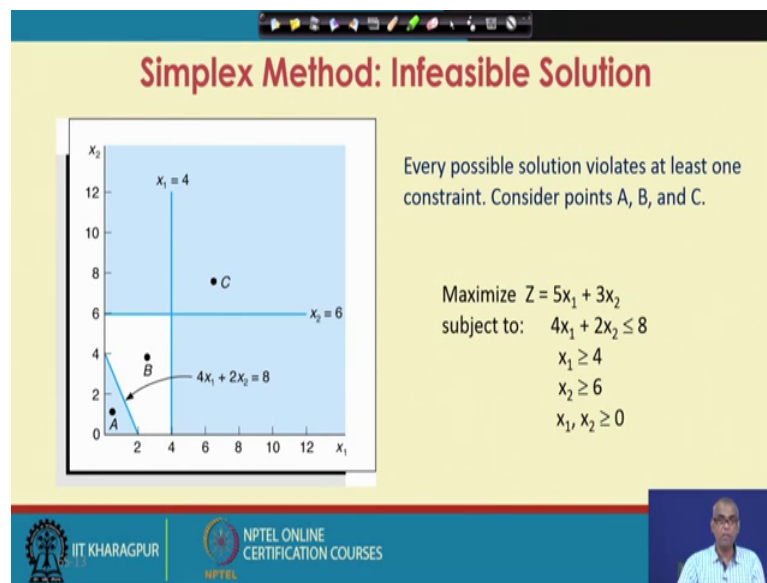 Simplex Method: Infeasible Solution
x₂
x₁ = 4
12
10
8
C
6
x₂ = 6
4
B
4x₁ + 2x₂ = 8
2
A
0
2 4 6 8 10 12 x₁
Every possible solution violates at least one
constraint. Consider points A, B, and C.
Maximize Z = 5x₁ + 3x₂
subject to: 4x₁ + 2x₂ ≤ 8
x₁ ≥ 4
x₂ ≥ 6
x₁, x₂ ≥ 0
IIT KHARAGPUR
NPTEL
NPTEL ONLINE
CERTIFICATION COURSES